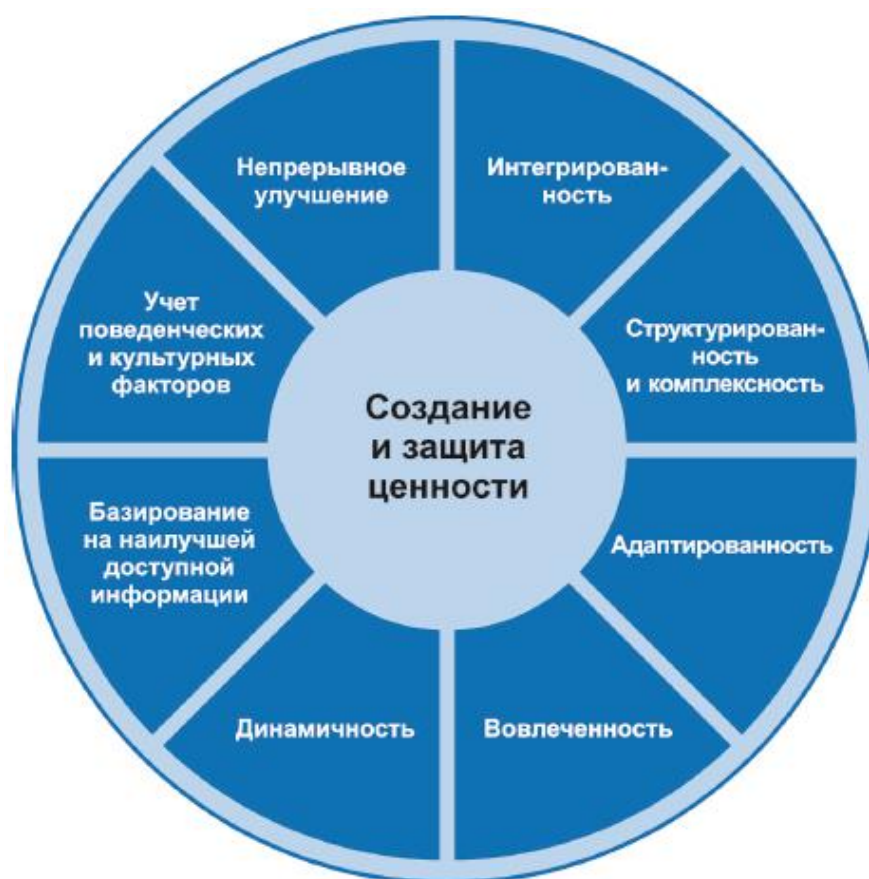 Непрерывное
улучшение
Интегрирован-
ность
Структурирован-
ность
и комплексность
Адаптированность
Вовлеченность
Динамичность
Базирование
на наилучшей
доступной
информации
Учет
поведенческих
и культурных
факторов
Создание
и защита
ценности